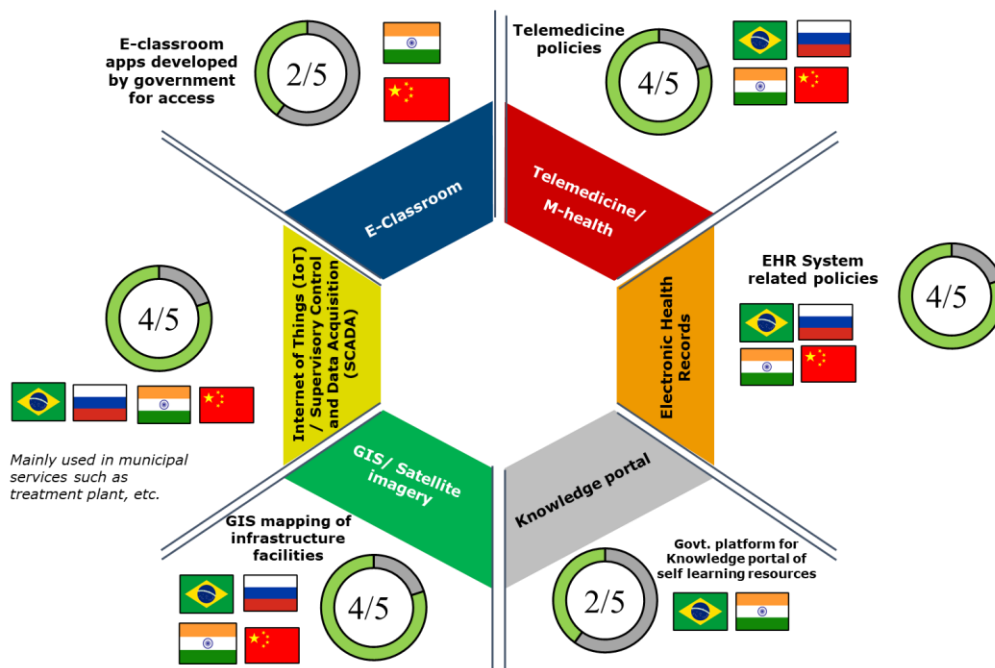 E-classroom
apps developed
by government
for access
2/5
Telemedicine
policies
4/5
E-Classroom
Telemedicine/
M-health
Internet of Things (IoT)
/ Supervisory Control
and Data Acquisition
(SCADA)
4/5
Mainly used in municipal
services such as
treatment plant, etc.
Electronic Health
Records
EHR System
related policies
4/5
GIS/ Satellite
imagery
GIS mapping of
infrastructure
facilities
4/5
Knowledge portal
2/5
Govt. platform for
Knowledge portal of
self learning resources